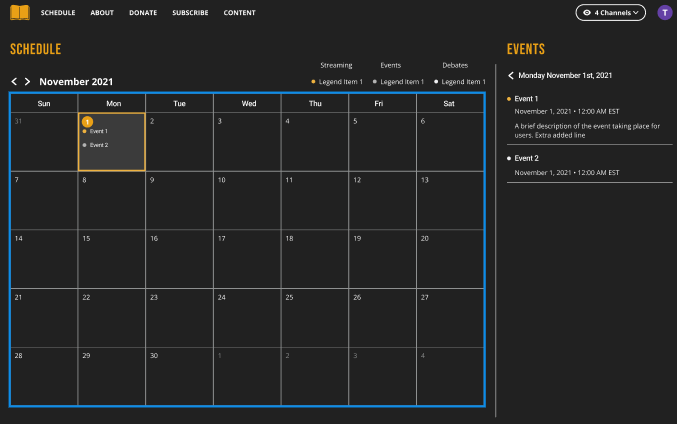 SCHEDULE ABOUT DONATE SUBSCRIBE CONTENT 4 Channels T
SCHEDULE
Streaming Events Debates
November 2021 Legend Item 1 Legend Item 1 Legend Item 1
Sun Mon Tue Wed Thu Fri Sat
31 1 2 3 4 5 6
Event 1
Event 2
7 8 9 10 11 12 13
14 15 16 17 18 19 20
21 22 23 24 25 26 27
28 29 30 1 2 3 4
EVENTS
Monday November 1st, 2021
Event 1
November 1, 2021 • 12:00 AM EST
A brief description of the event taking place for
users. Extra added line
Event 2
November 1, 2021 • 12:00 AM EST